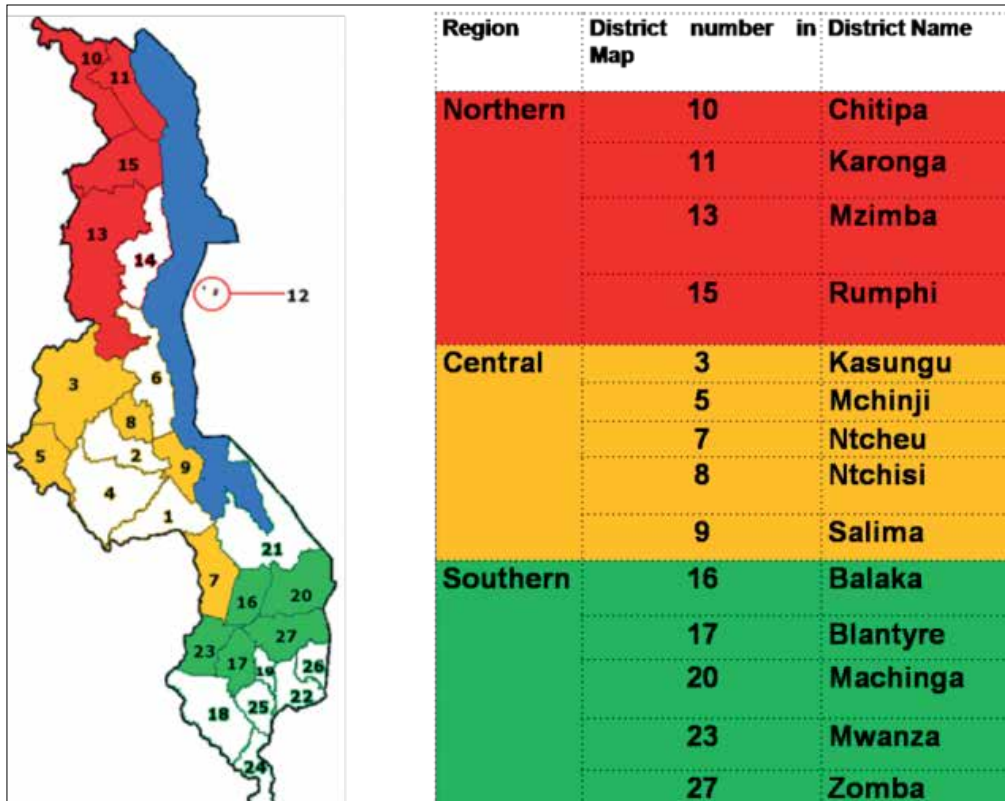 10
11
15
13
14
12
3
6
8
5
2
9
4
1
21
7
16
20
27
23
17
19
26
22
18
25
24
Region District number in District Name
Map
Northern 10 Chitipa
11 Karonga
13 Mzimba
15 Rumphi
Central 3 Kasungu
5 Mchinji
7 Ntcheu
8 Ntchisi
9 Salima
Southern 16 Balaka
17 Blantyre
20 Machinga
23 Mwanza
27 Zomba